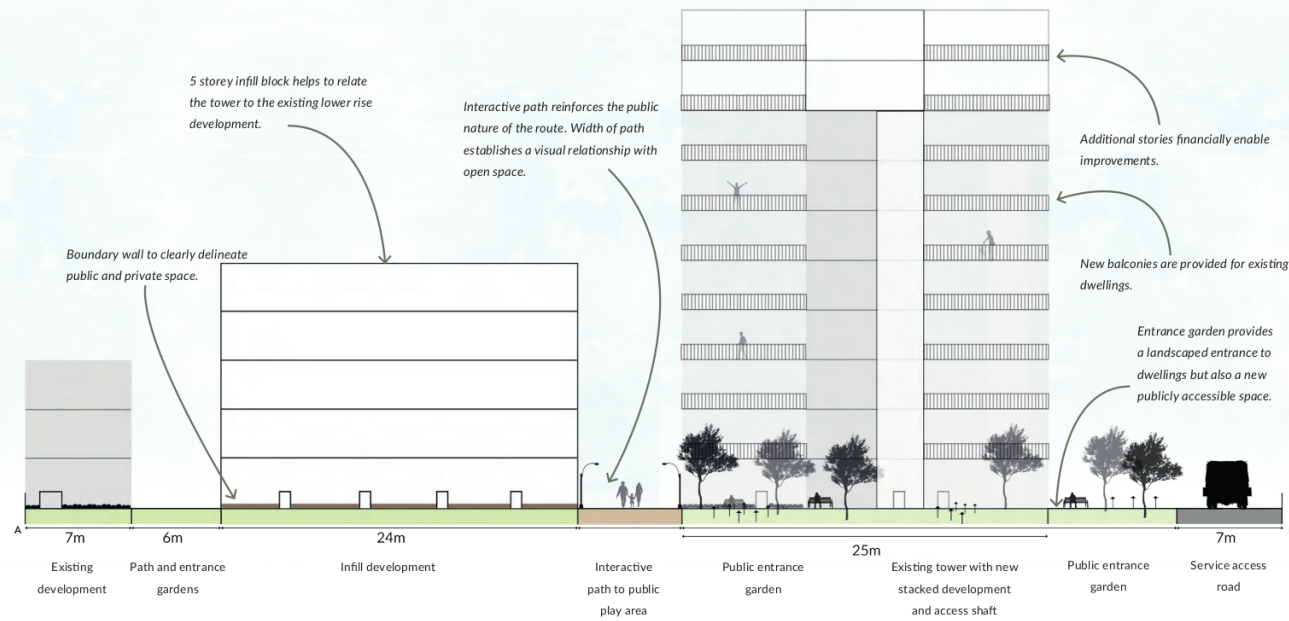 5 storey infill block helps to relate
the tower to the existing lower rise
development.
Interactive path reinforces the public
nature of the route. Width of path
establishes a visual relationship with
open space.
Additional stories financially enable
improvements.
Boundary wall to clearly delineate
public and private space.
New balconies are provided for existing
dwellings.
Entrance garden provides
a landscaped entrance to
dwellings but also a new
publicly accessible space.
A
7m
6m
24m
25m
7m
Existing
development
Path and entrance
gardens
Infill development
Interactive
path to public
play area
Public entrance
garden
Existing tower with new
stacked development
and access shaft
Public entrance
garden
Service access
road